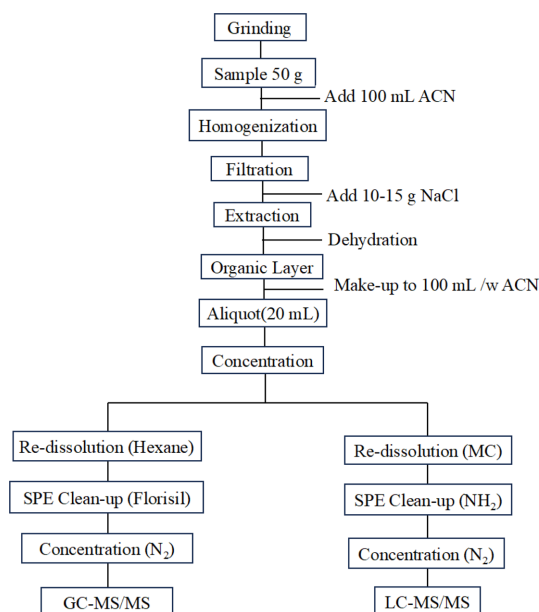 Grinding
Sample 50 g
Add 100 mL ACN
Homogenization
Filtration
Add 10-15 g NaCl
Extraction
Dehydration
Organic Layer
Make-up to 100 mL /w ACN
Aliquot(20 mL)
Concentration
Re-dissolution (Hexane)
SPE Clean-up (Florisil)
Concentration (N₂)
GC-MS/MS
Re-dissolution (MC)
SPE Clean-up (NH₂)
Concentration (N₂)
LC-MS/MS